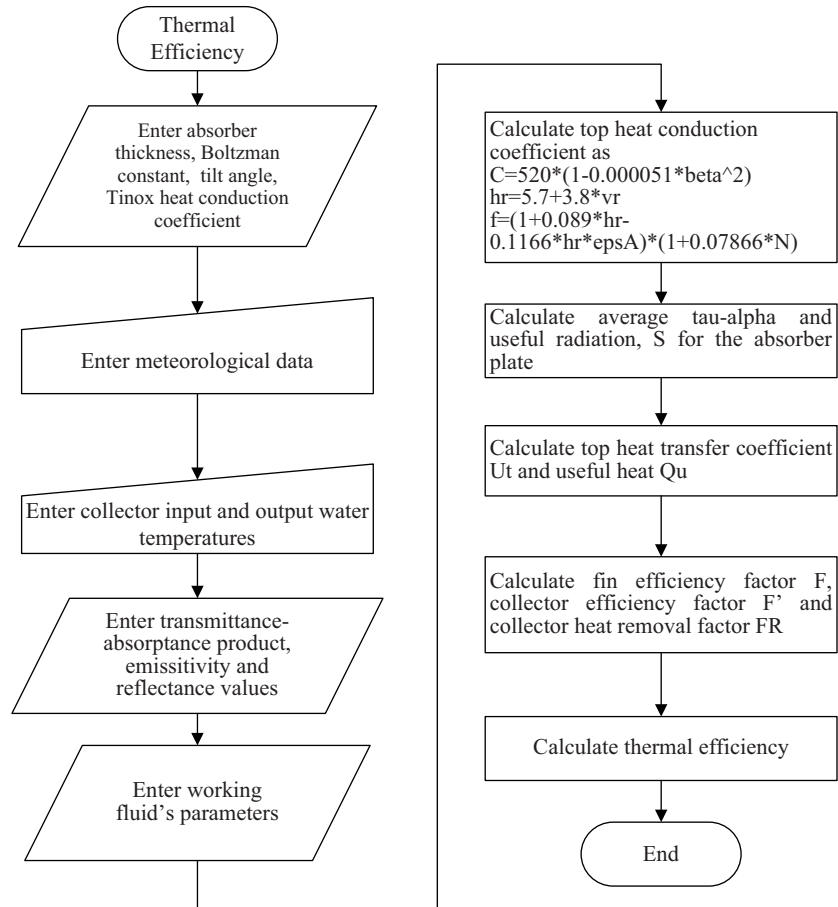 Thermal
Efficiency
Enter absorber
thickness, Boltzman
constant, tilt angle,
Tinox heat conduction
coefficient
Enter meteorological data
Enter collector input and output water
temperatures
Enter transmittance-
absorptance product,
emissitivity and
reflectance values
Enter working
fluid's parameters
Calculate top heat conduction
coefficient as
C=520*(1-0.000051*beta^2)
hr=5.7+3.8*vr
f=(1+0.089*hr-
0.1166*hr*epsA)*(1+0.07866*N)
Calculate average tau-alpha and
useful radiation, S for the absorber
plate
Calculate top heat transfer coefficient
Ut and useful heat Qu
Calculate fin efficiency factor F,
collector efficiency factor F' and
collector heat removal factor FR
Calculate thermal efficiency
End